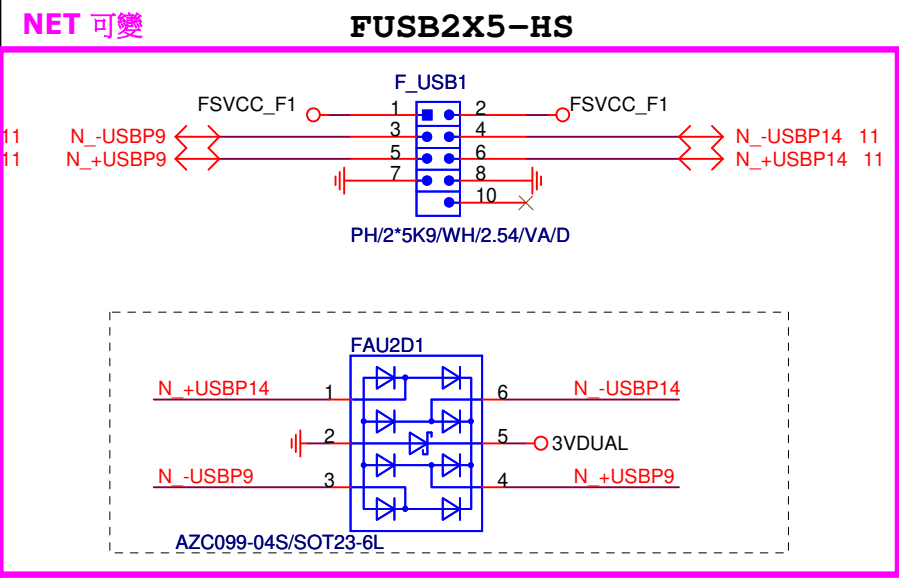 NET 可變 FUSB2X5-HS
F_USB1
FSVCC_F1 1 2 FSVCC_F1
11 N_-USBP9 3 4 N_-USBP14 11
11 N_+USBP9 5 6 N_+USBP14 11
7 8
10
PH/2*5K9/WH/2.54/VA/D
FAU2D1
N_+USBP14 1 6 N_-USBP14
2 5 3VDUAL
N_-USBP9 3 4 N_+USBP9
AZC099-04S/SOT23-6L